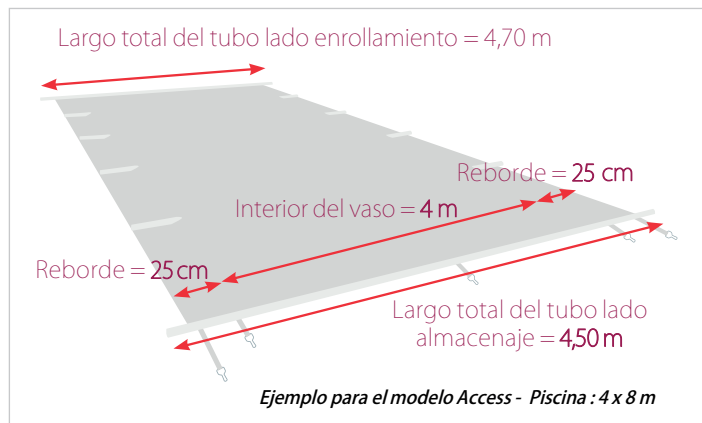 Largo total del tubo lado enrollamiento = 4,70 m
Reborde = 25 cm
Interior del vaso = 4 m
Reborde = 25 cm
Largo total del tubo lado
almacenaje = 4,50 m
Ejemplo para el modelo Access - Piscina : 4 x 8 m